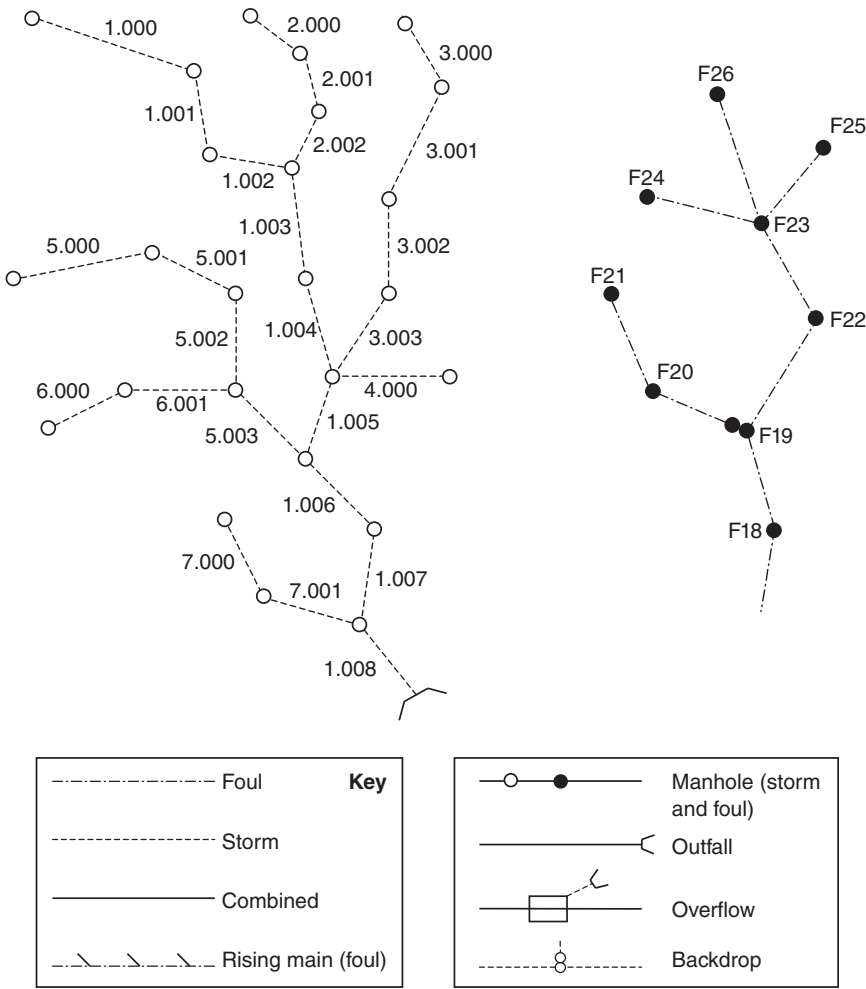 1.000
2.000
3.000
2.001
1.001
2.002
3.001
1.002
1.003
5.000
5.001
3.002
5.002
1.004
3.003
6.000
6.001
4.000
5.003
1.005
1.006
7.000
7.001
1.007
1.008
F26
F25
F24
F23
F21
F22
F20
F19
F18
Foul Key
Storm
Combined
Rising main (foul)
Manhole (storm
and foul)
Outfall
Overflow
Backdrop